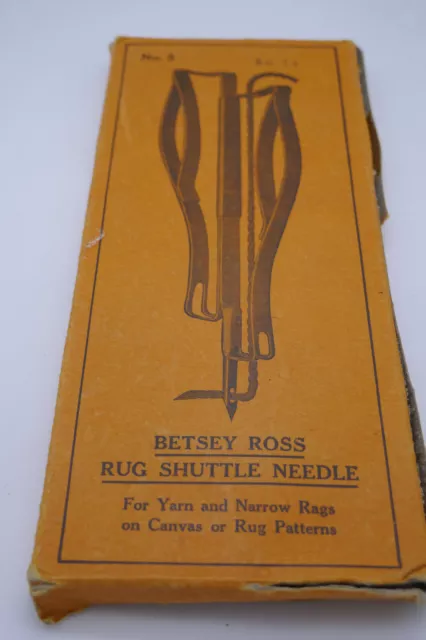 No. 5
BETSEY ROSS
RUG SHUTTLE NEEDLE
For Yarn and Narrow Rags
on Canvas or Rug Patterns